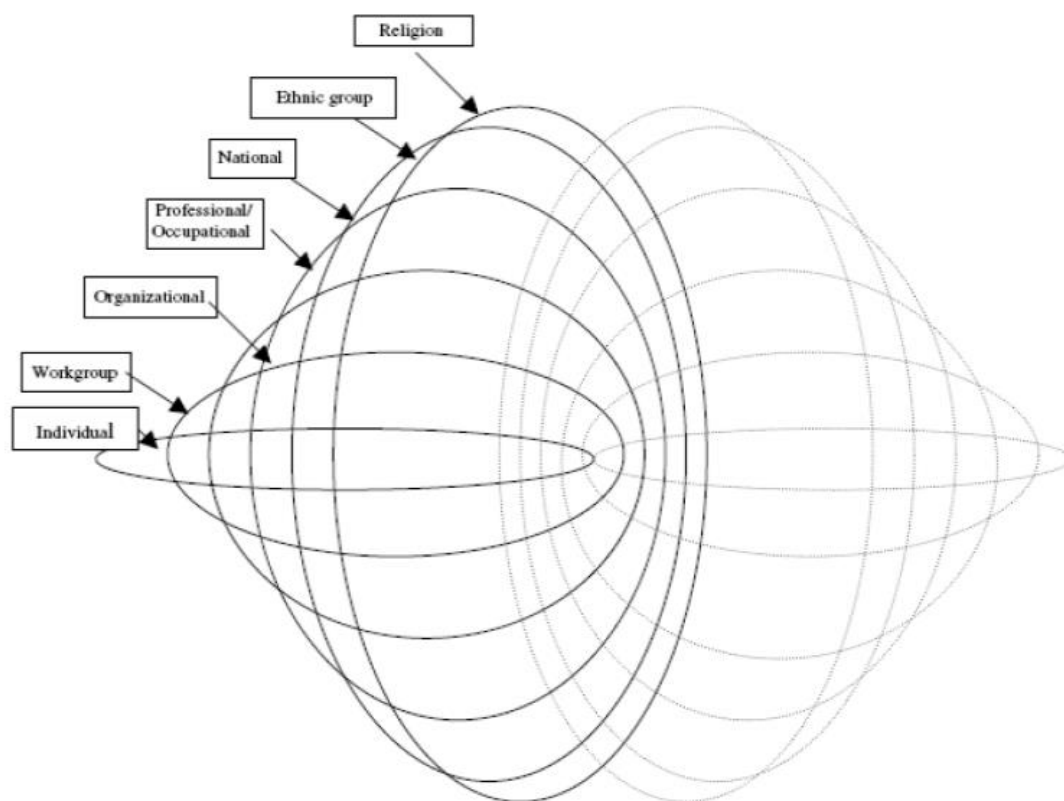 Religion
Ethnic group
National
Professional/
Occupational
Organizational
Workgroup
Individual